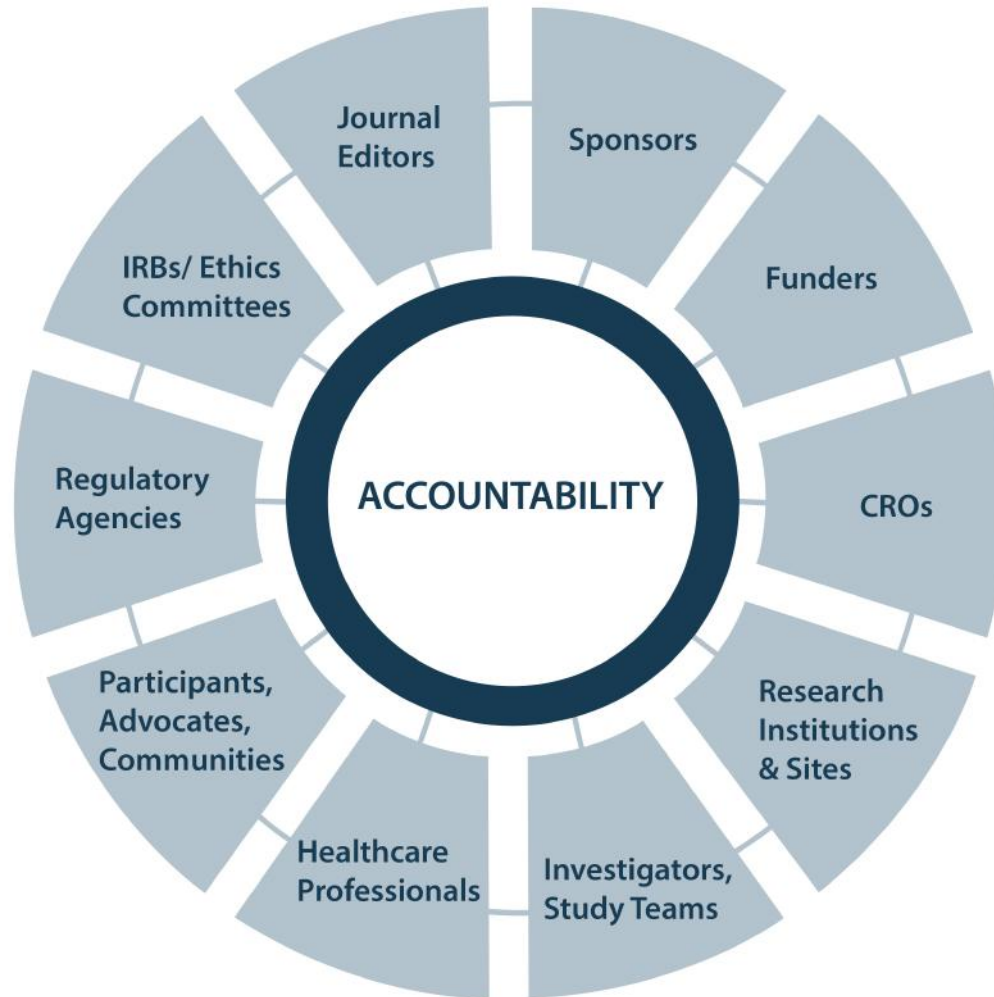 Journal
Editors
Sponsors
Funders
CROs
Research
Institutions
& Sites
Investigators,
Study Teams
Healthcare
Professionals
Participants,
Advocates,
Communities
Regulatory
Agencies
IRBs/ Ethics
Committees
ACCOUNTABILITY